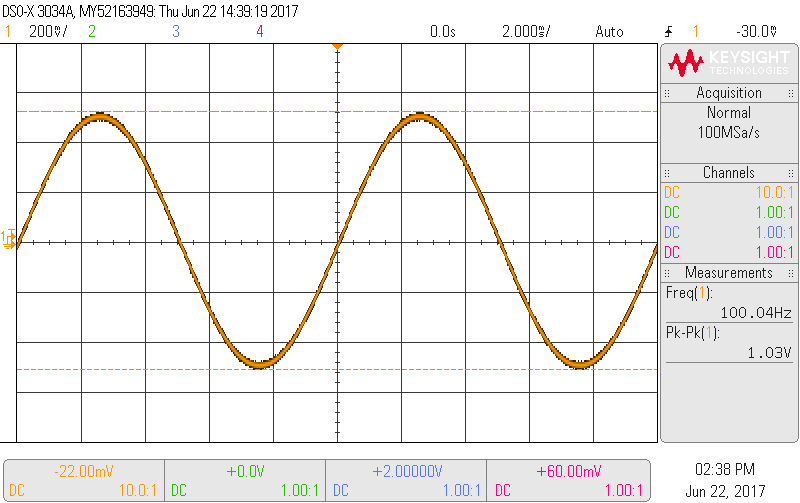 DSO-X 3034A, MY52163949: Thu Jun 22 14:39:19 2017
1 200mV/ 2 3 4 0.0s 2.000ms/ Auto 1 -30.0mV
KEYSIGHT
TECHNOLOGIES
Acquisition
Normal
100MSa/s
Channels
DC 10.0:1
DC 1.00:1
DC 1.00:1
DC 1.00:1
Measurements
Freq(1):
100.04Hz
Pk-Pk(1):
1.03V
1
-22.00mV +0.0V +2.00000V +60.00mV
DC 10.0:1 DC 1.00:1 DC 1.00:1 DC 1.00:1
02:38 PM
Jun 22, 2017